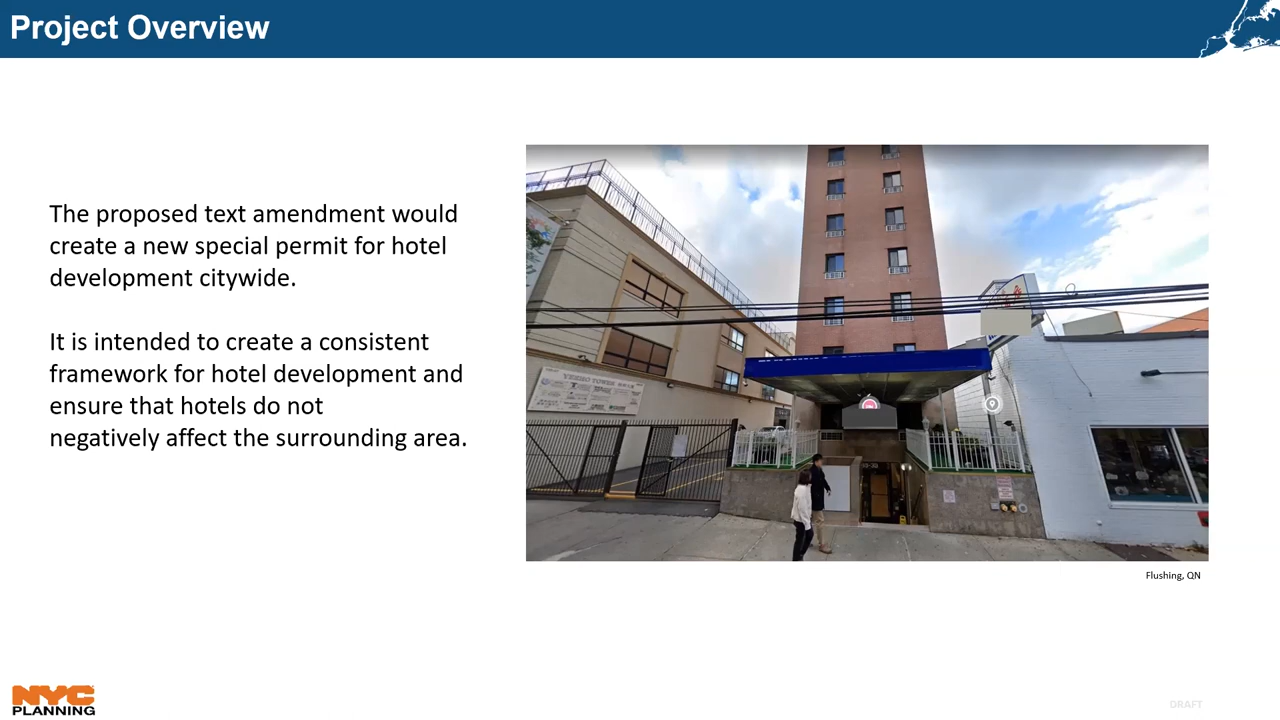 Project Overview
The proposed text amendment would
create a new special permit for hotel
development citywide.
It is intended to create a consistent
framework for hotel development and
ensure that hotels do not
negatively affect the surrounding area.
Flushing, QN
NYC
PLANNING
DRAFT